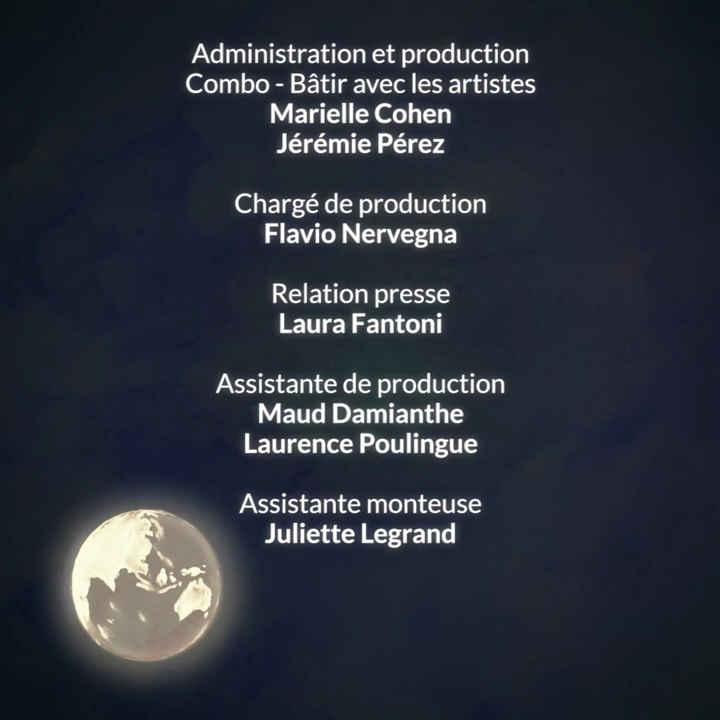 Administration et production
Combo - Bâtir avec les artistes
Marielle Cohen
Jérémie Pérez
Chargé de production
Flavio Nervegna
Relation presse
Laura Fantoni
Assistante de production
Maud Damianthe
Laurence Poulingue
Assistante monteuse
Juliette Legrand